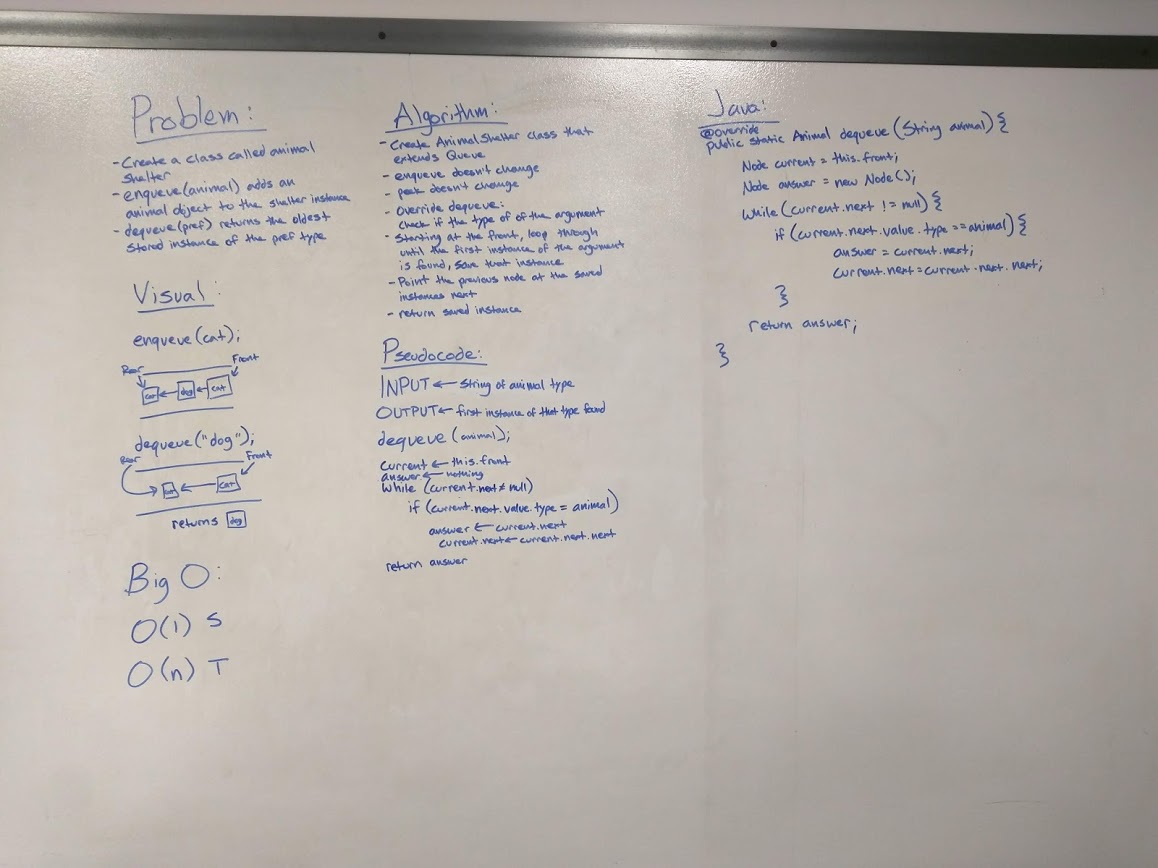 Problem:
- Create a class called animal
shelter
- enqueue(animal) adds an
animal object to the shelter instance
- dequeue(pref) returns the oldest
stored instance of the pref type
Visual:
enqueue(cat);
Rear
Front
cat
dog
cat
dequeue("dog");
Rear
Front
cat
cat
returns dog
Big O:
O(1) S
O(n) T
Algorithm:
- Create AnimalShelter class that
extends Queue
- enqueue doesn't change
- peek doesn't change
- Override dequeue:
check if the type of of the argument
- Starting at the front, loop though
until the first instance of the argument
is found, save that instance
- Point the previous node at the saved
instances next
- return saved instance
Pseudocode:
INPUT ← String of animal type
OUTPUT ← first instance of that type found
dequeue (animal);
current ← this.front
answer ← nothing
while (current.next ≠ null)
if (current.next.value.type = animal)
answer ← current.next
current.next ← current.next.next
return answer
Java:
@override
public static Animal dequeue (String animal) {
Node current = this.front;
Node answer = new Node();
while (current.next != null) {
if (current.next.value.type == animal) {
answer = current.next;
current.next = current.next.next;
}
return answer;
}